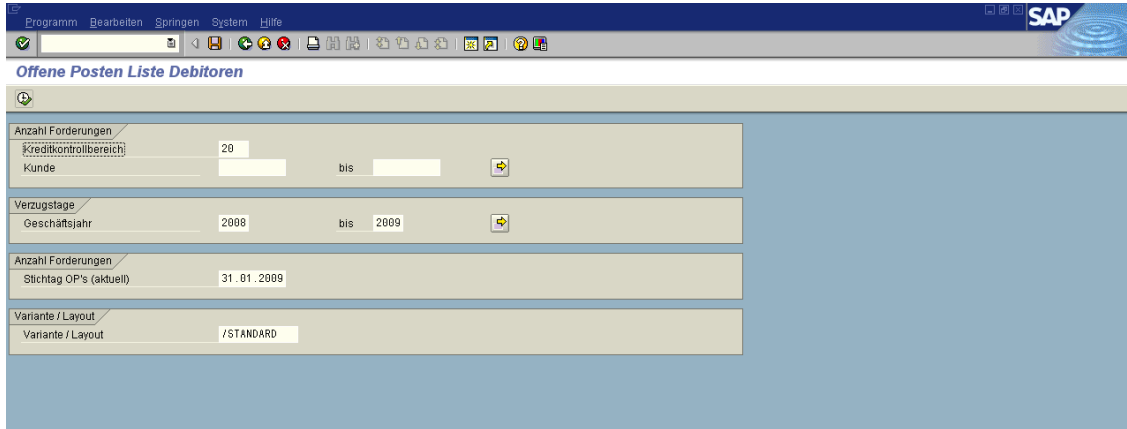 Programm Bearbeiten Springen System Hilfe
SAP
Offene Posten Liste Debitoren
Anzahl Forderungen
Kreditkontrollbereich 20
Kunde bis
Verzugstage
Geschäftsjahr 2008 bis 2009
Anzahl Forderungen
Stichtag OP's (aktuell) 31.01.2009
Variante / Layout
Variante / Layout /STANDARD